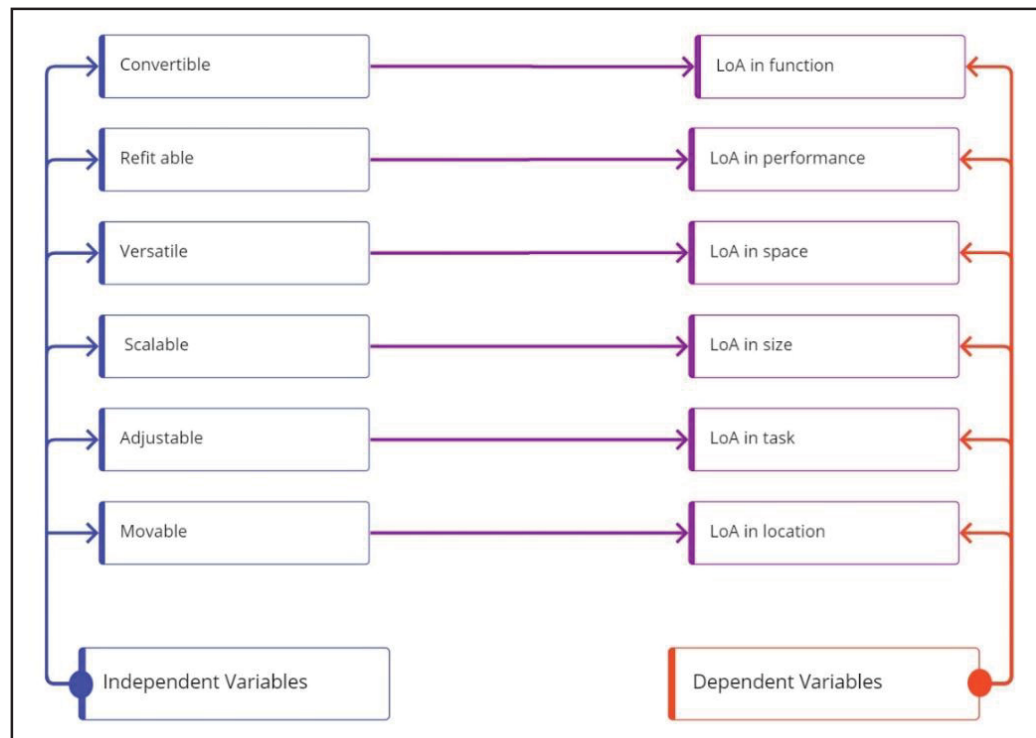 Convertible
LoA in function
Refit able
LoA in performance
Versatile
LoA in space
Scalable
LoA in size
Adjustable
LoA in task
Movable
LoA in location
Independent Variables
Dependent Variables